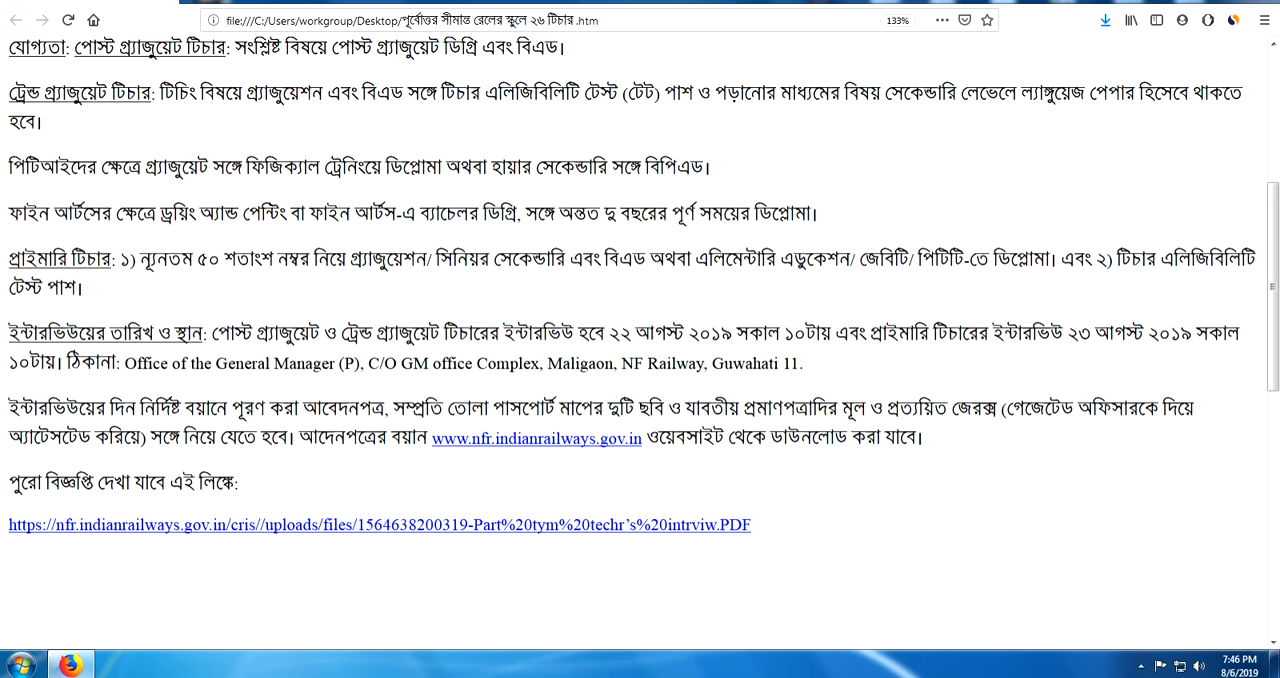 file:///C:/Users/workgroup/Desktop/পূর্বোত্তর সীমান্ত রেলের স্কুলে ২৬ টিচার .htm
133%
যোগ্যতা: পোস্ট গ্র্যাজুয়েট টিচার: সংশ্লিষ্ট বিষয়ে পোস্ট গ্র্যাজুয়েট ডিগ্রি এবং বিএড।
ট্রেন্ড গ্র্যাজুয়েট টিচার: টিচিং বিষয়ে গ্র্যাজুয়েশন এবং বিএড সঙ্গে টিচার এলিজিবিলিটি টেস্ট (টেট) পাশ ও পড়ানোর মাধ্যমের বিষয় সেকেন্ডারি লেভেলে ল্যাঙ্গুয়েজ পেপার হিসেবে থাকতে
হবে।
পিটিআইদের ক্ষেত্রে গ্র্যাজুয়েট সঙ্গে ফিজিক্যাল ট্রেনিংয়ে ডিপ্লোমা অথবা হায়ার সেকেন্ডারি সঙ্গে বিপিএড।
ফাইন আর্টসের ক্ষেত্রে ড্রয়িং অ্যান্ড পেন্টিং বা ফাইন আর্টস-এ ব্যাচেলর ডিগ্রি, সঙ্গে অন্তত দু বছরের পূর্ণ সময়ের ডিপ্লোমা।
প্রাইমারি টিচার: ১) ন্যূনতম ৫০ শতাংশ নম্বর নিয়ে গ্র্যাজুয়েশন/ সিনিয়র সেকেন্ডারি এবং বিএড অথবা এলিমেন্টারি এডুকেশন/ জেবিটি/ পিটিটি-তে ডিপ্লোমা। এবং ২) টিচার এলিজিবিলিটি
টেস্ট পাশ।
ইন্টারভিউয়ের তারিখ ও স্থান: পোস্ট গ্র্যাজুয়েট ও ট্রেন্ড গ্র্যাজুয়েট টিচারের ইন্টারভিউ হবে ২২ আগস্ট ২০১৯ সকাল ১০টায় এবং প্রাইমারি টিচারের ইন্টারভিউ ২৩ আগস্ট ২০১৯ সকাল
১০টায়। ঠিকানা: Office of the General Manager (P), C/O GM office Complex, Maligaon, NF Railway, Guwahati 11.
ইন্টারভিউয়ের দিন নির্দিষ্ট বয়ানে পূরণ করা আবেদনপত্র, সম্প্রতি তোলা পাসপোর্ট মাপের দুটি ছবি ও যাবতীয় প্রমাণপত্রাদির মূল ও প্রত্যয়িত জেরক্স (গেজেটেড অফিসারকে দিয়ে
অ্যাটেসটেড করিয়ে) সঙ্গে নিয়ে যেতে হবে। আদেনপত্রের বয়ান www.nfr.indianrailways.gov.in ওয়েবসাইট থেকে ডাউনলোড করা যাবে।
পুরো বিজ্ঞপ্তি দেখা যাবে এই লিঙ্কে:
https://nfr.indianrailways.gov.in/cris//uploads/files/1564638200319-Part%20tym%20techr’s%20intrviw.PDF
7:46 PM
8/6/2019